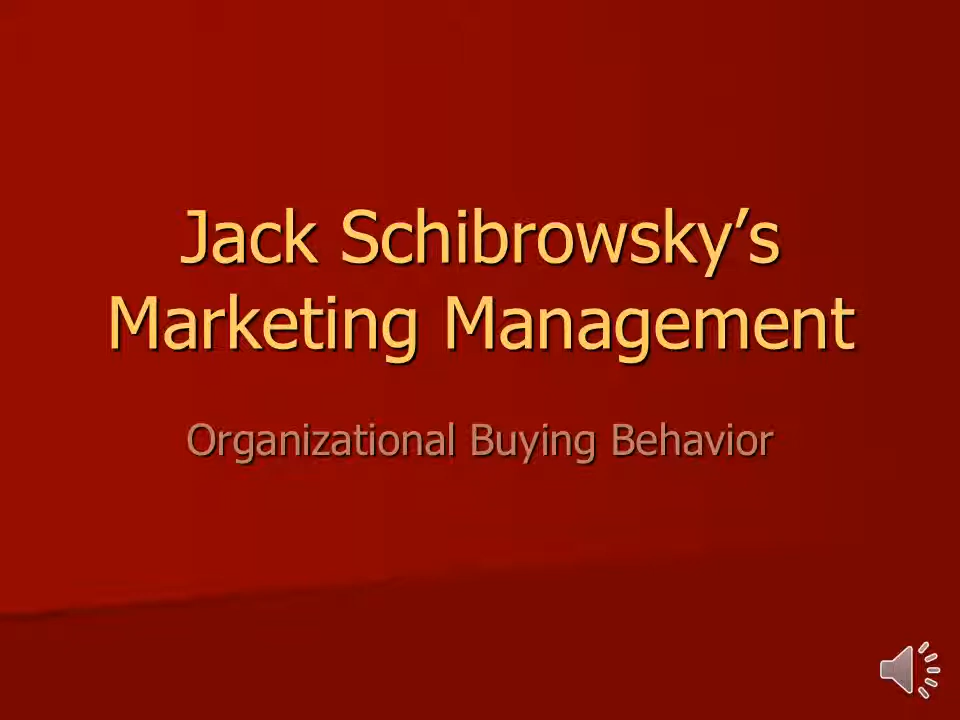 Jack Schibrowsky’s
Marketing Management
Organizational Buying Behavior